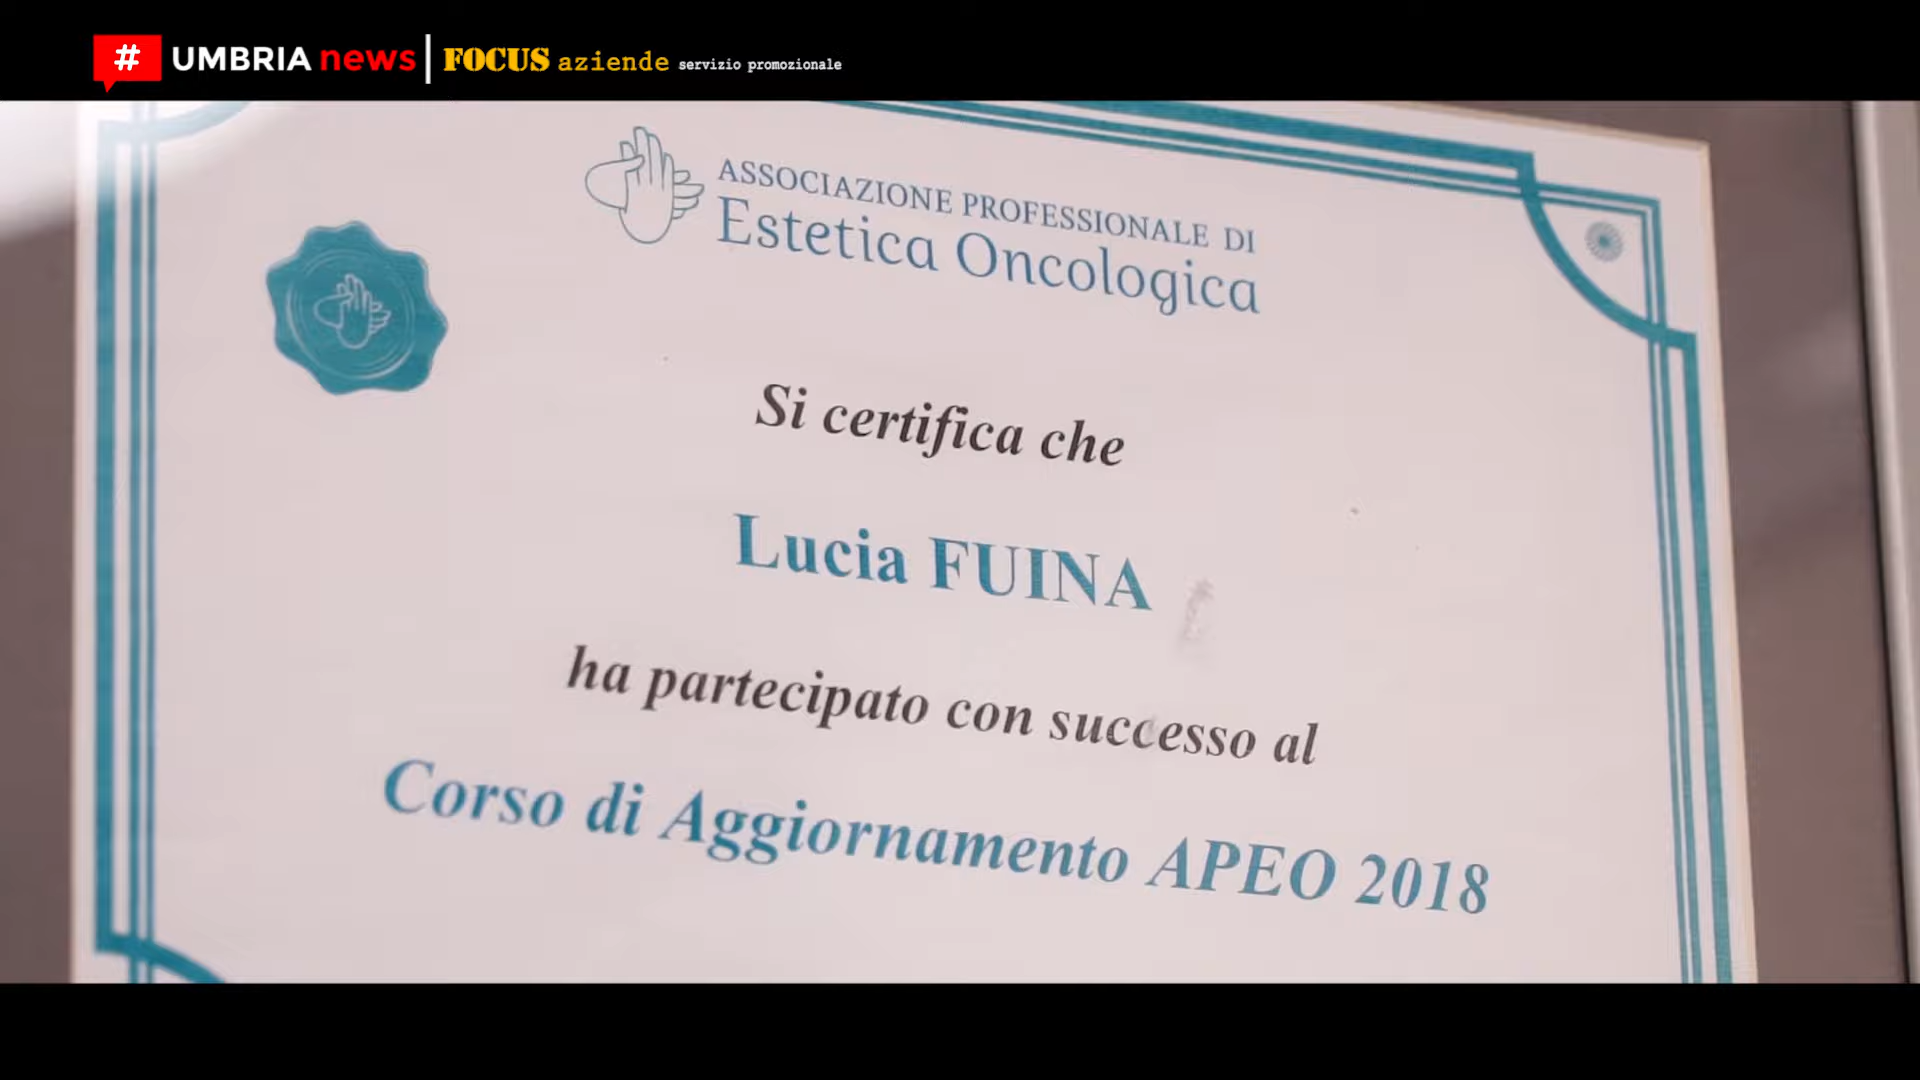 # UMBRIA news | FOCUS aziende servizio promozionale
ASSOCIAZIONE PROFESSIONALE DI
Estetica Oncologica
Si certifica che
Lucia FUINA
ha partecipato con successo al
Corso di Aggiornamento APEO 2018